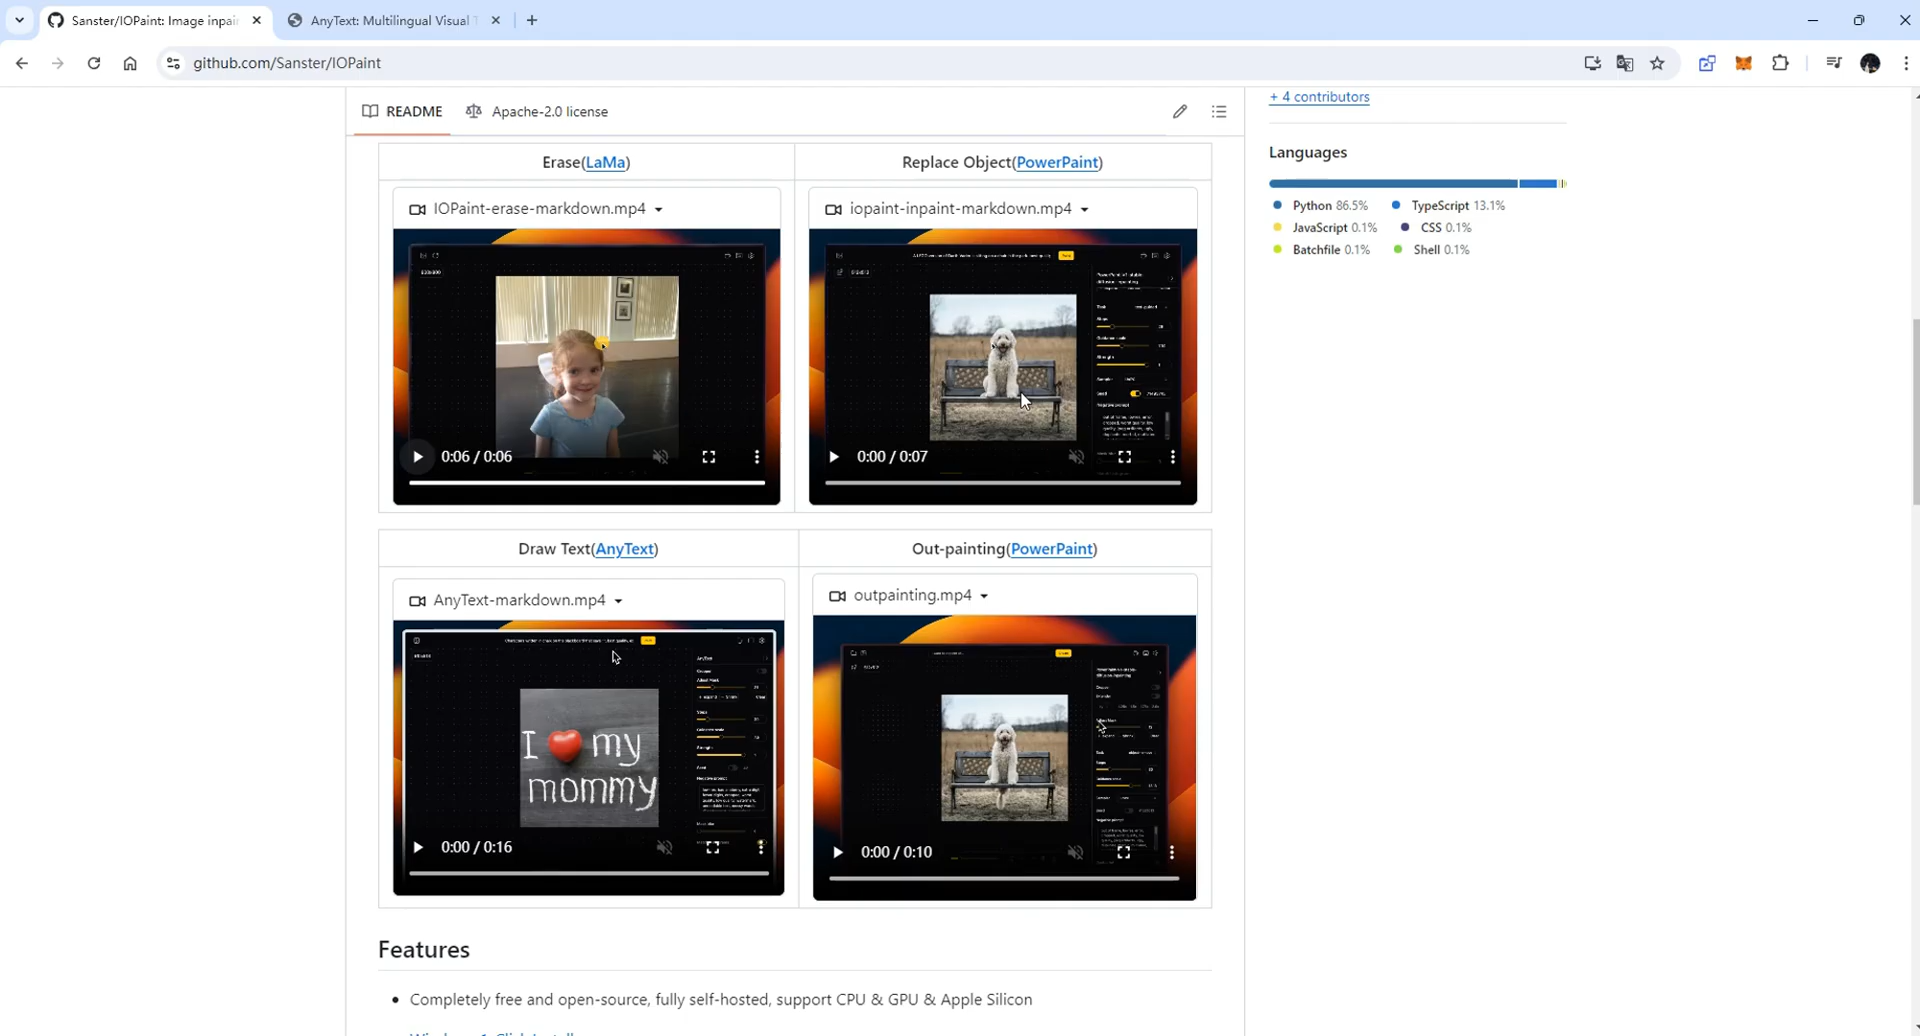 Sanster/IOPaint: Image inpai
AnyText: Multilingual Visual T
github.com/Sanster/IOPaint
README
Apache-2.0 license
+ 4 contributors
Languages
Python 86.5%
TypeScript 13.1%
JavaScript 0.1%
CSS 0.1%
Batchfile 0.1%
Shell 0.1%
Erase(LaMa)
Replace Object(PowerPaint)
IOPaint-erase-markdown.mp4
iopaint-inpaint-markdown.mp4
0:06 / 0:06
0:00 / 0:07
Draw Text(AnyText)
Out-painting(PowerPaint)
AnyText-markdown.mp4
outpainting.mp4
I my
mommy
0:00 / 0:16
0:00 / 0:10
Features
Completely free and open-source, fully self-hosted, support CPU & GPU & Apple Silicon